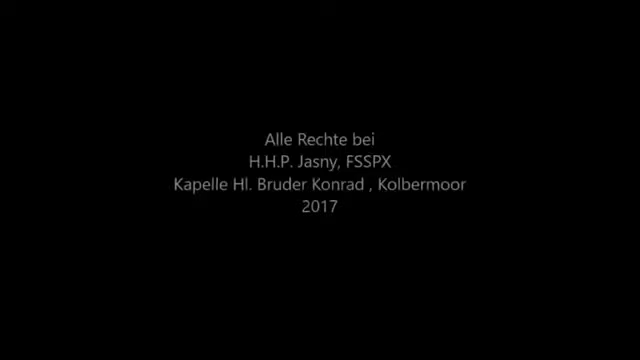 Alle Rechte bei
H.H.P. Jasny, FSSPX
Kapelle Hl. Bruder Konrad , Kolbermoor
2017